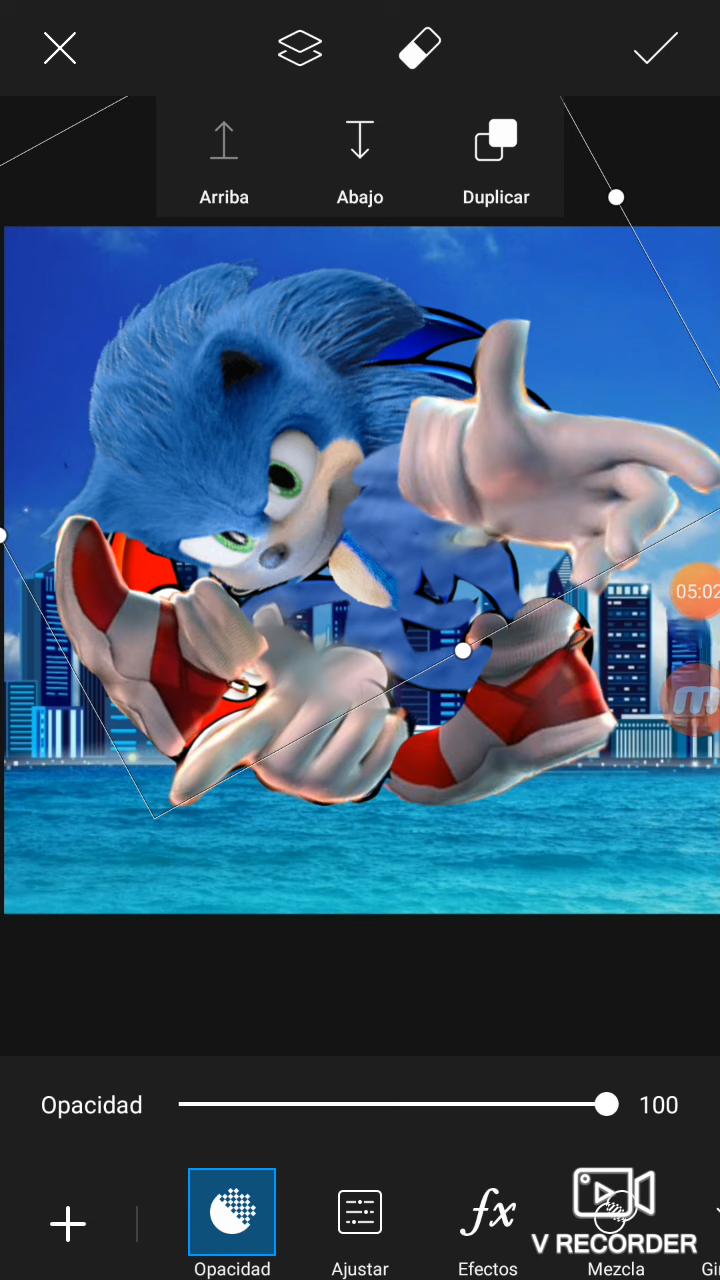 Arriba
Abajo
Duplicar
05:02
Opacidad
100
Opacidad
Ajustar
Efectos
Mezcla
V RECORDER